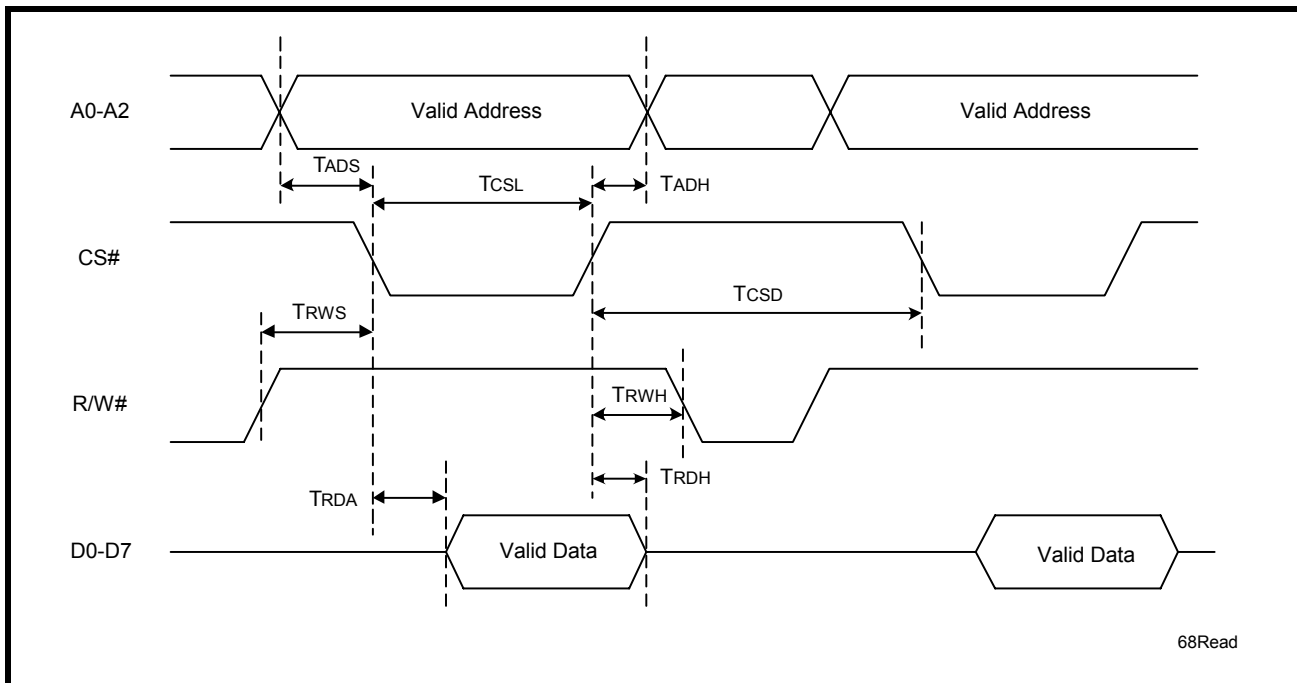 A0-A2
Valid Address
Valid Address
TADS
TCSL
TADH
CS#
TCSD
TRWS
R/W#
TRWH
TRDH
TRDA
D0-D7
Valid Data
Valid Data
68Read